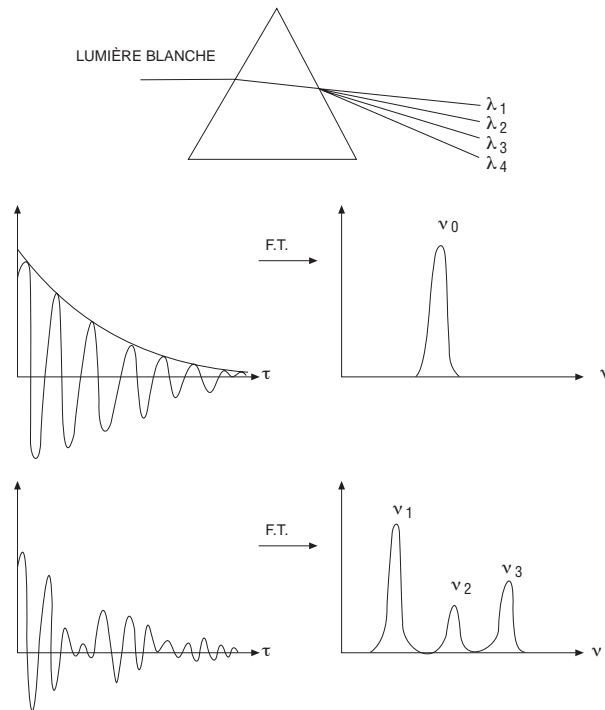 LUMIÈRE BLANCHE
λ1
λ2
λ3
λ4
F.T.
ν0
τ
ν
F.T.
ν1
ν2
ν3
τ
ν